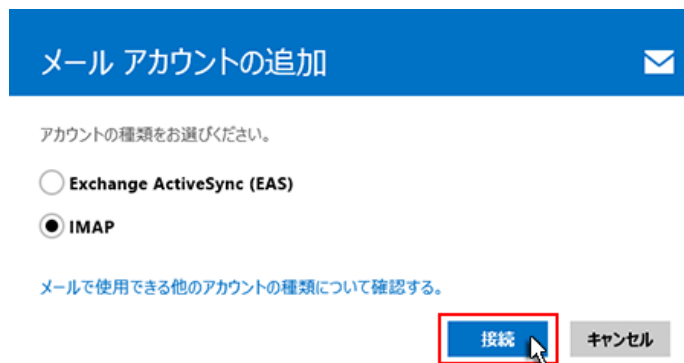 メール アカウントの追加
アカウントの種類をお選びください。
Exchange ActiveSync (EAS)
IMAP
メールで使用できる他のアカウントの種類について確認する。
接続 キャンセル